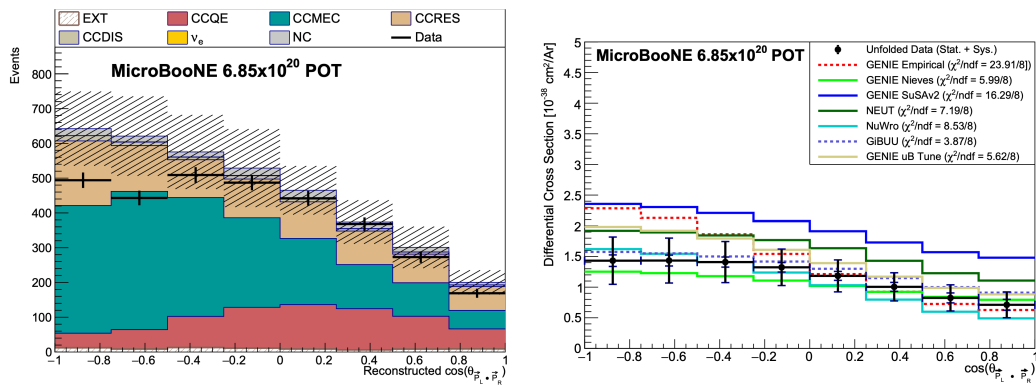 EXT CCQE CCMEC CCRES
CCDIS νe NC Data
MicroBooNE 6.85x10^20 POT
Events
800
700
600
500
400
300
200
100
0
−1 −0.8 −0.6 −0.4 −0.2 0 0.2 0.4 0.6 0.8 1
Reconstructed cos(θ P⃗L • P⃗R)
MicroBooNE 6.85x10^20 POT
Unfolded Data (Stat. + Sys.)
GENIE Empirical (χ²/ndf = 23.91/8])
GENIE Nieves (χ²/ndf = 5.99/8)
GENIE SuSAv2 (χ²/ndf = 16.29/8)
NEUT (χ²/ndf = 7.19/8)
NuWro (χ²/ndf = 8.53/8)
GiBUU (χ²/ndf = 3.87/8)
GENIE uB Tune (χ²/ndf = 5.62/8)
Differential Cross Section [10^-38 cm²/Ar]
5
4.5
4
3.5
3
2.5
2
1.5
1
0.5
0
−1 −0.8 −0.6 −0.4 −0.2 0 0.2 0.4 0.6 0.8 1
cos(θ P⃗L • P⃗R)